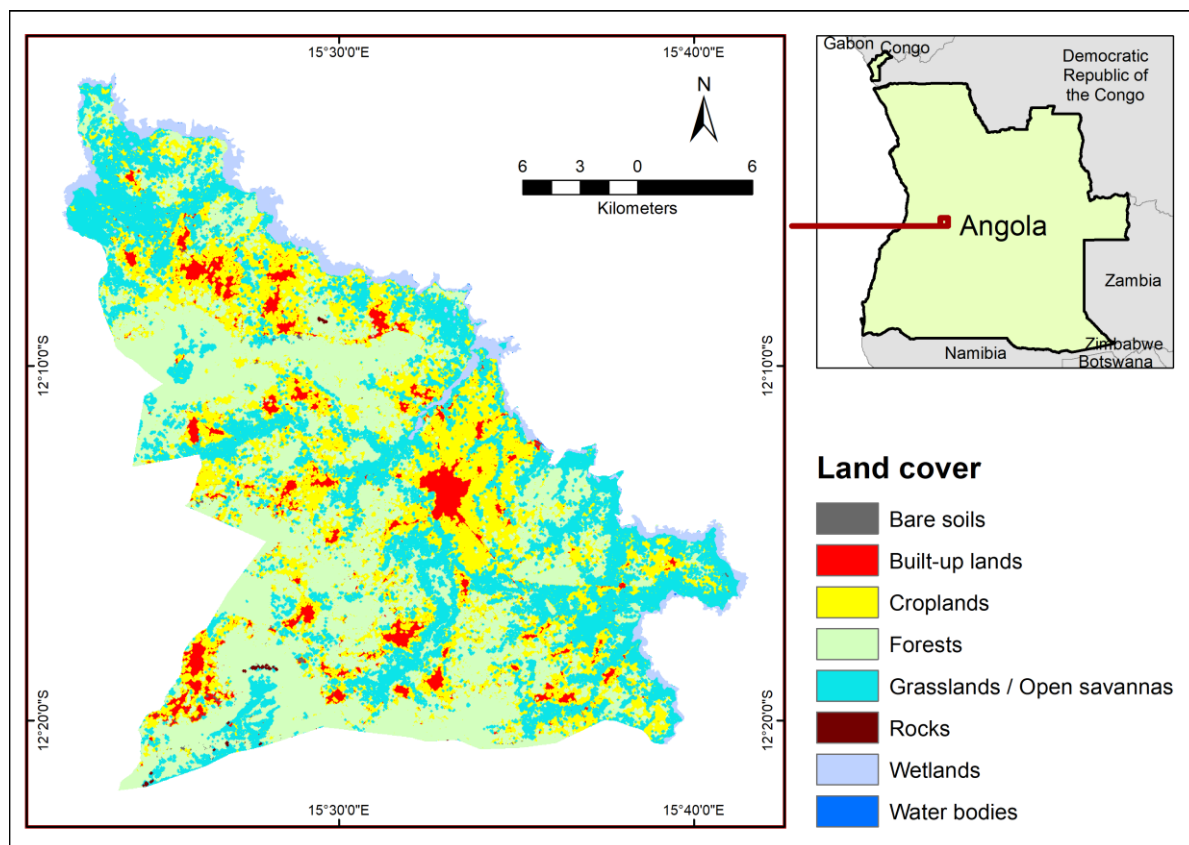 15°30'0"E
15°40'0"E
N
6 3 0 6
Kilometers
12°10'0"S
12°10'0"S
12°20'0"S
12°20'0"S
15°30'0"E
15°40'0"E
Gabon
Congo
Democratic
Republic of
the Congo
Angola
Zambia
Namibia
Zimbabwe
Botswana
Land cover
Bare soils
Built-up lands
Croplands
Forests
Grasslands / Open savannas
Rocks
Wetlands
Water bodies